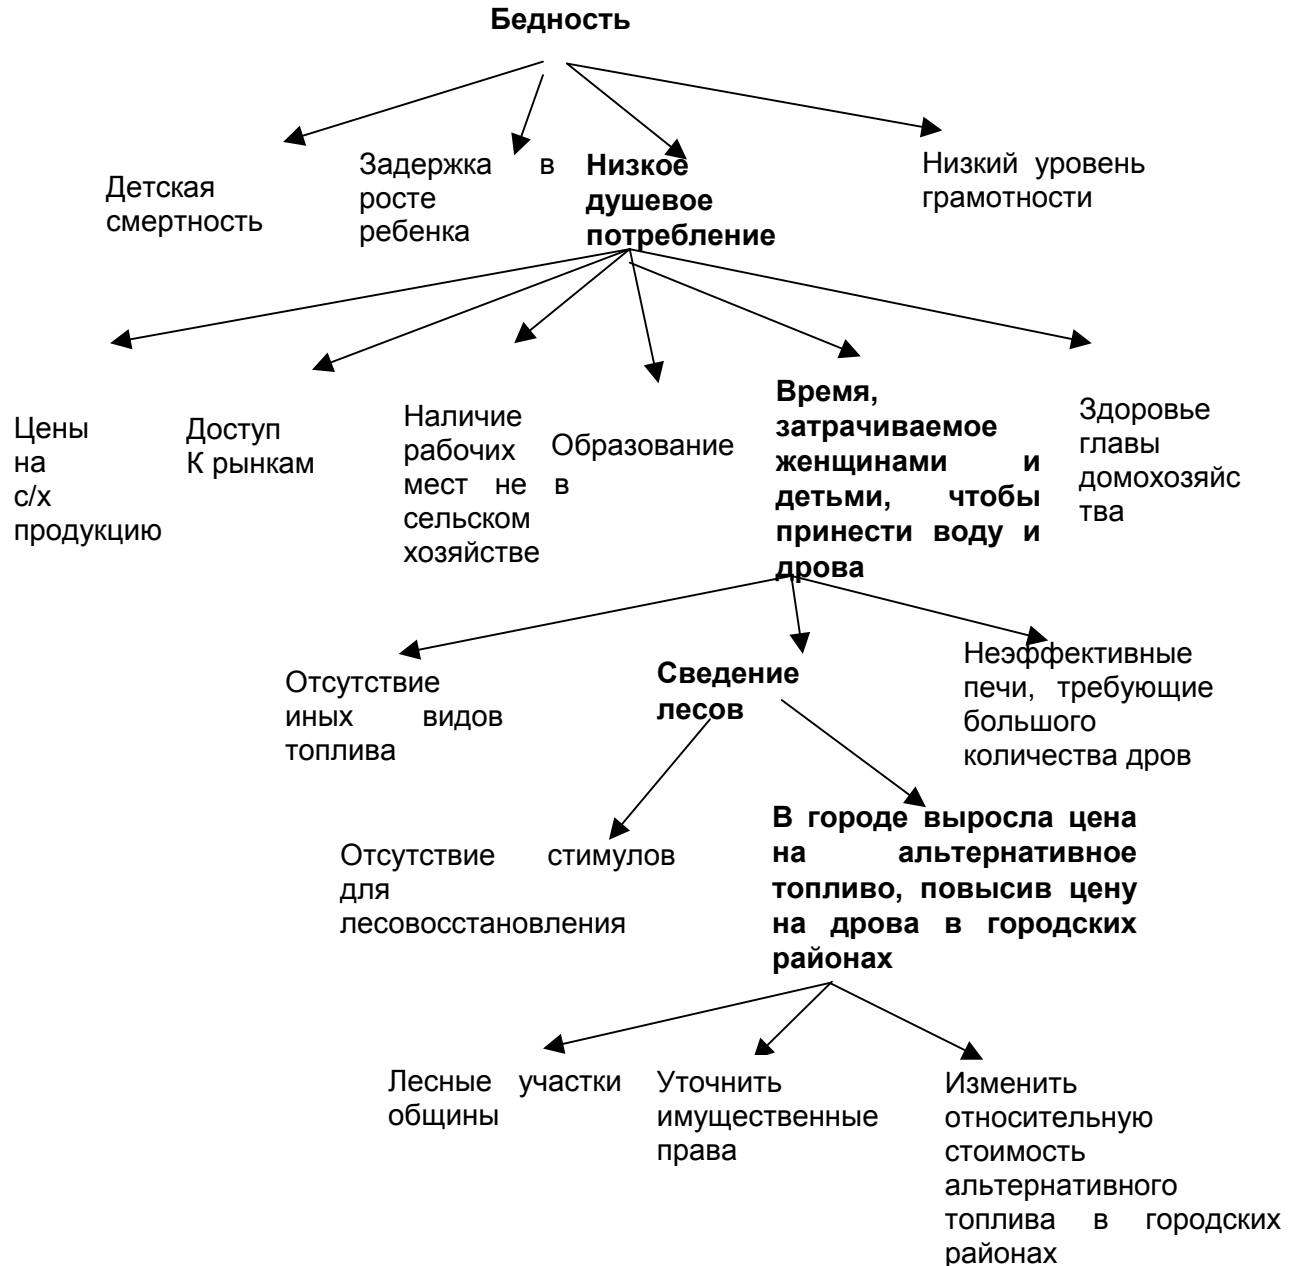 Бедность
Детская
смертность
Задержка в
росте
ребенка
Низкое
душевое
потребление
Низкий уровень
грамотности
Цены
на
с/х
продукцию
Доступ
К рынкам
Наличие
рабочих
мест не в
сельском
хозяйстве
Образование
Время,
затрачиваемое
женщинами и
детьми, чтобы
принести воду и
дрова
Здоровье
главы
домохозяйс
тва
Отсутствие
иных видов
топлива
Сведение
лесов
Неэффективные
печи, требующие
большого
количества дров
Отсутствие стимулов
для
лесовосстановления
В городе выросла цена
на альтернативное
топливо, повысив цену
на дрова в городских
районах
Лесные участки
общины
Уточнить
имущественные
права
Изменить
относительную
стоимость
альтернативного
топлива в городских
районах